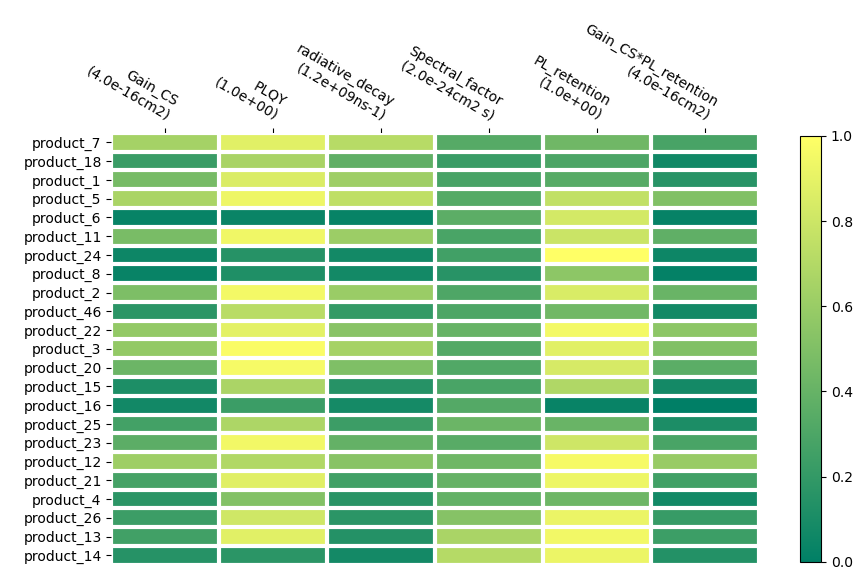 Gain_CS
(4.0e-16cm2)
PLQY
(1.0e+00)
radiative_decay
(1.2e+09ns-1)
Spectral_factor
(2.0e-24cm2 s)
PL_retention
(1.0e+00)
Gain_CS*PL_retention
(4.0e-16cm2)
product_7
product_18
product_1
product_5
product_6
product_11
product_24
product_8
product_2
product_46
product_22
product_3
product_20
product_15
product_16
product_25
product_23
product_12
product_21
product_4
product_26
product_13
product_14
1.0
0.8
0.6
0.4
0.2
0.0